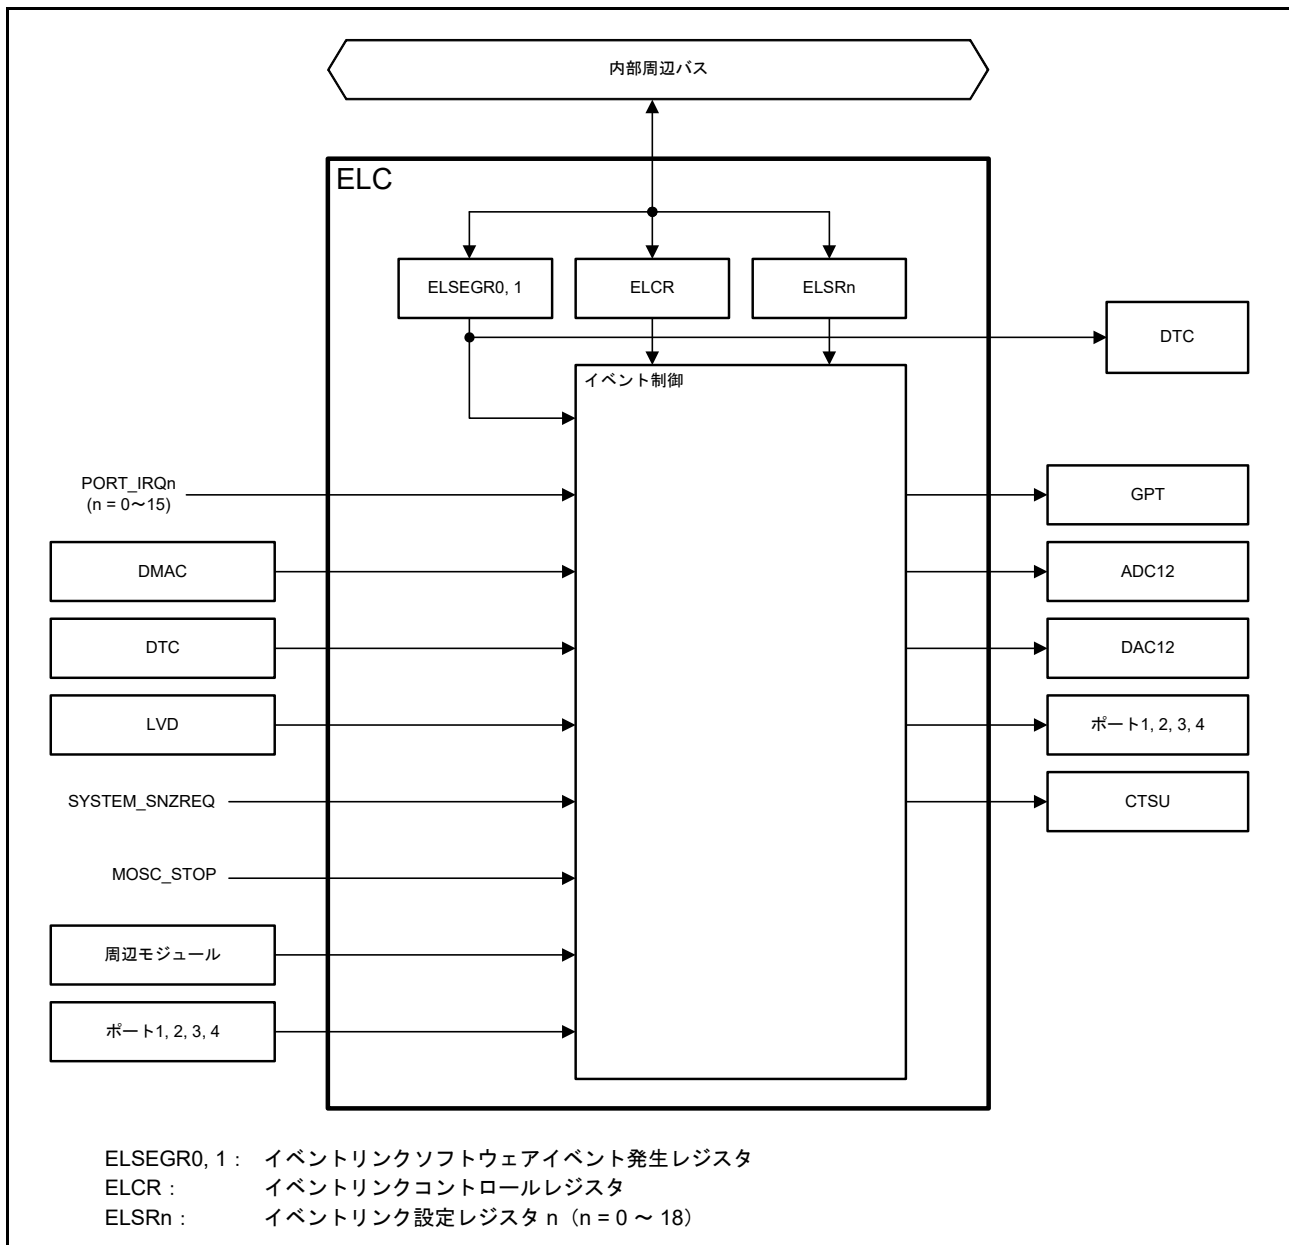 内部周辺バス
ELC
ELSEGR0, 1
ELCR
ELSRn
DTC
イベント制御
PORT_IRQn
(n = 0～15)
GPT
DMAC
ADC12
DTC
DAC12
LVD
ポート1, 2, 3, 4
SYSTEM_SNZREQ
CTSU
MOSC_STOP
周辺モジュール
ポート1, 2, 3, 4
ELSEGR0, 1 : イベントリンクソフトウェアイベント発生レジスタ
ELCR : イベントリンクコントロールレジスタ
ELSRn : イベントリンク設定レジスタ n（n = 0 ～ 18）